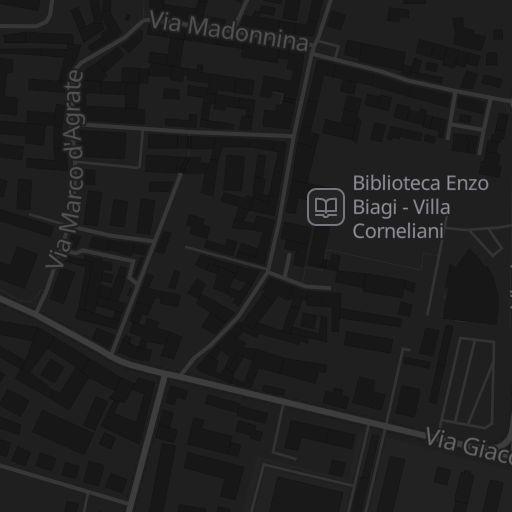 Via Madonnina
Via Marco d'Agrate
Biblioteca Enzo
Biagi - Villa
Corneliani
Via Giaco